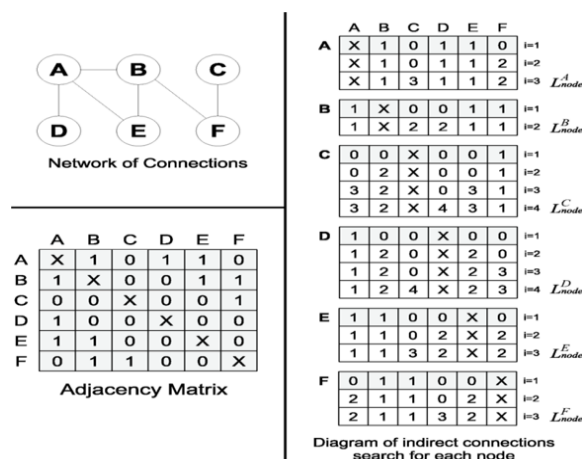 A B C
D E F
Network of Connections
A B C D E F
A X 1 0 1 1 0
B 1 X 0 0 1 1
C 0 0 X 0 0 1
D 1 0 0 X 0 0
E 1 1 0 0 X 0
F 0 1 1 0 0 X
Adjacency Matrix
A B C D E F
A X 1 0 1 1 0 i=1
X 1 0 1 1 2 i=2
X 1 3 1 1 2 i=3 L^A_node
B 1 X 0 0 1 1 i=1
1 X 2 2 1 1 i=2 L^B_node
C 0 0 X 0 0 1 i=1
0 2 X 0 0 1 i=2
3 2 X 0 3 1 i=3
3 2 X 4 3 1 i=4 L^C_node
D 1 0 0 X 0 0 i=1
1 2 0 X 2 0 i=2
1 2 0 X 2 3 i=3
1 2 4 X 2 3 i=4 L^D_node
E 1 1 0 0 X 0 i=1
1 1 0 2 X 2 i=2
1 1 3 2 X 2 i=3 L^E_node
F 0 1 1 0 0 X i=1
2 1 1 0 2 X i=2
2 1 1 3 2 X i=3 L^F_node
Diagram of indirect connections
search for each node